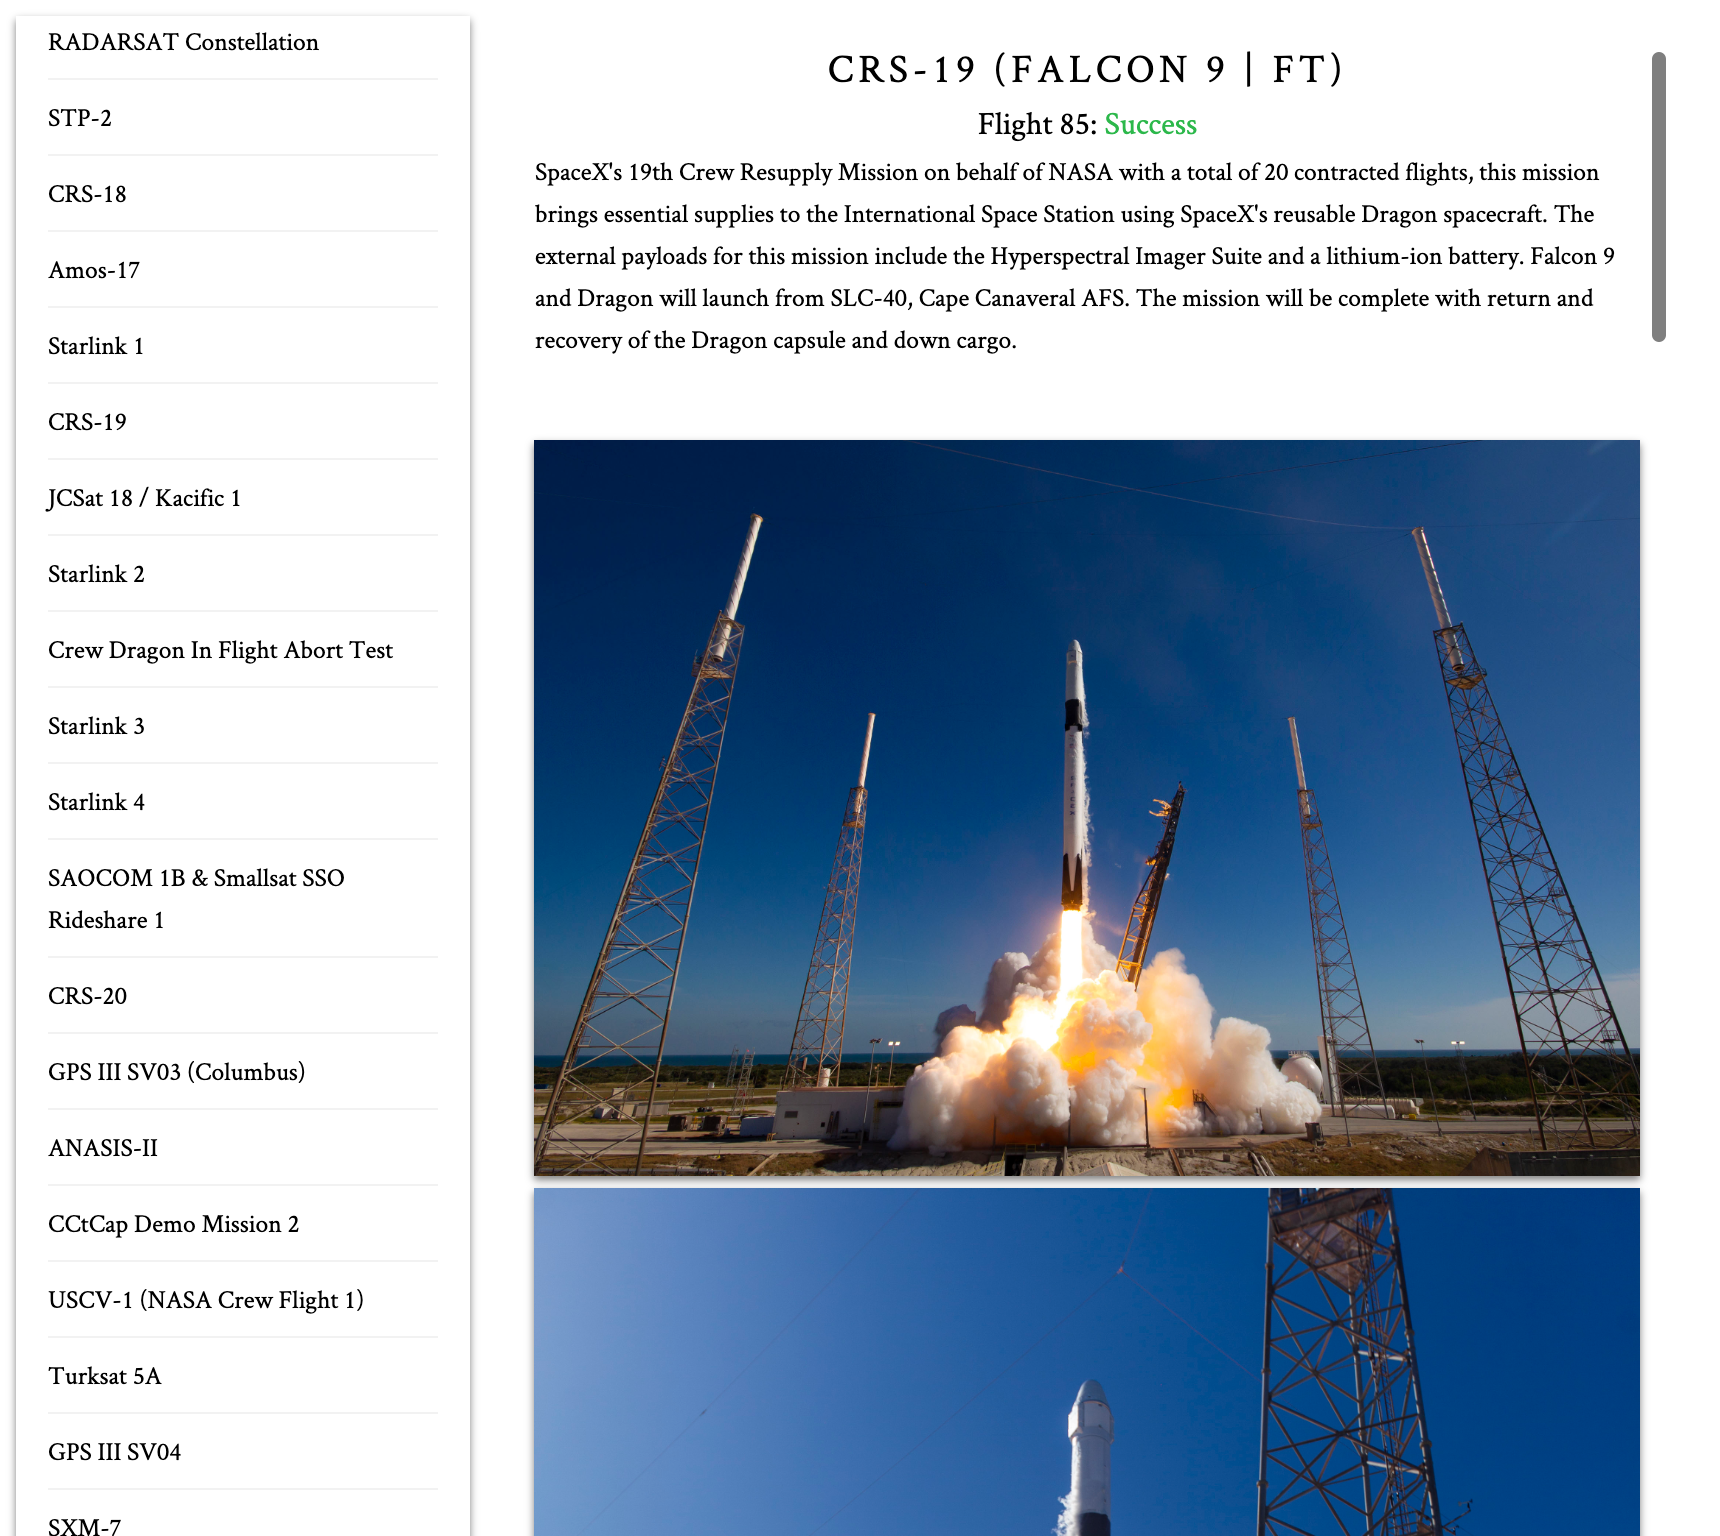 RADARSAT Constellation
STP-2
CRS-18
Amos-17
Starlink 1
CRS-19
JCSat 18 / Kacific 1
Starlink 2
Crew Dragon In Flight Abort Test
Starlink 3
Starlink 4
SAOCOM 1B & Smallsat SSO
Rideshare 1
CRS-20
GPS III SV03 (Columbus)
ANASIS-II
CCtCap Demo Mission 2
USCV-1 (NASA Crew Flight 1)
Turksat 5A
GPS III SV04
SXM-7
CRS-19 (FALCON 9 | FT)
Flight 85: Success
SpaceX's 19th Crew Resupply Mission on behalf of NASA with a total of 20 contracted flights, this mission
brings essential supplies to the International Space Station using SpaceX's reusable Dragon spacecraft. The
external payloads for this mission include the Hyperspectral Imager Suite and a lithium-ion battery. Falcon 9
and Dragon will launch from SLC-40, Cape Canaveral AFS. The mission will be complete with return and
recovery of the Dragon capsule and down cargo.